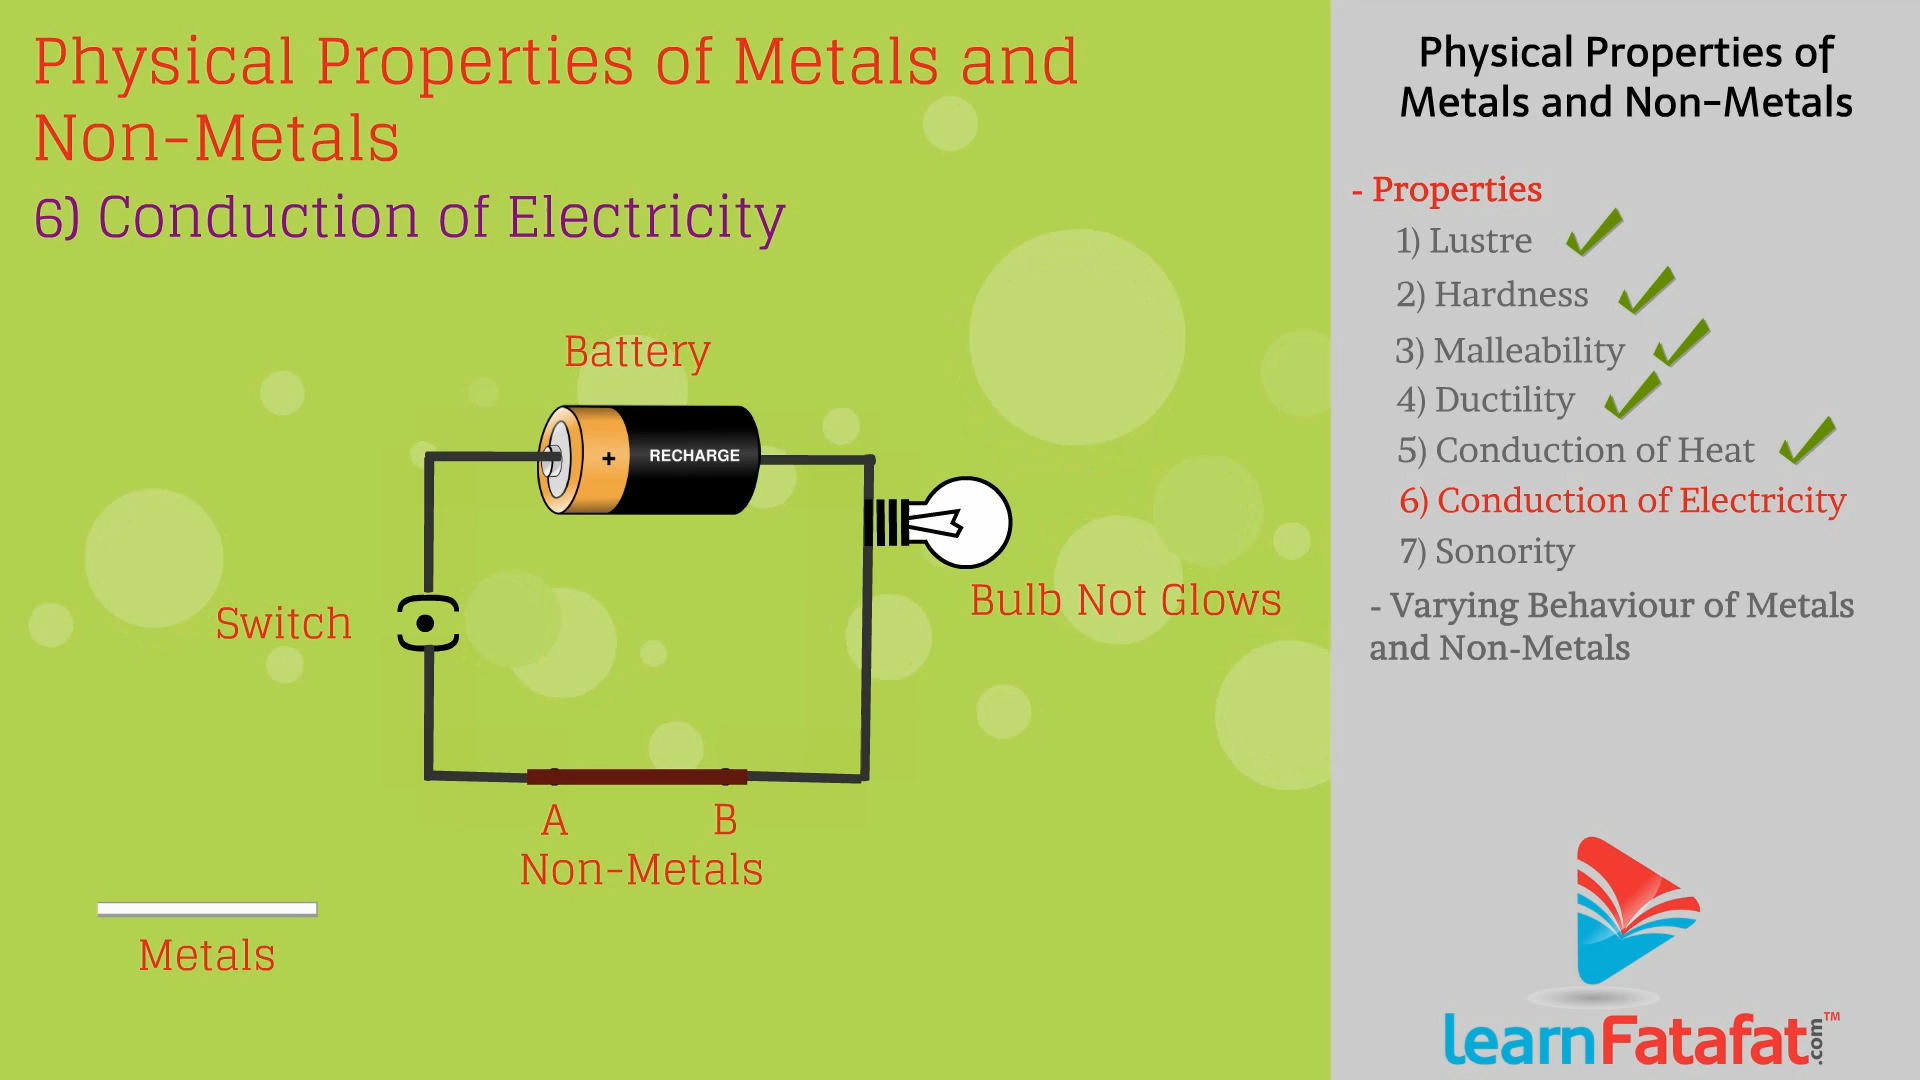 Physical Properties of Metals and
Non-Metals
6) Conduction of Electricity
Battery
+ RECHARGE
Switch
Bulb Not Glows
A B
Non-Metals
Metals
Physical Properties of
Metals and Non-Metals
- Properties
1) Lustre
2) Hardness
3) Malleability
4) Ductility
5) Conduction of Heat
6) Conduction of Electricity
7) Sonority
- Varying Behaviour of Metals
and Non-Metals
learnFatafat.com™